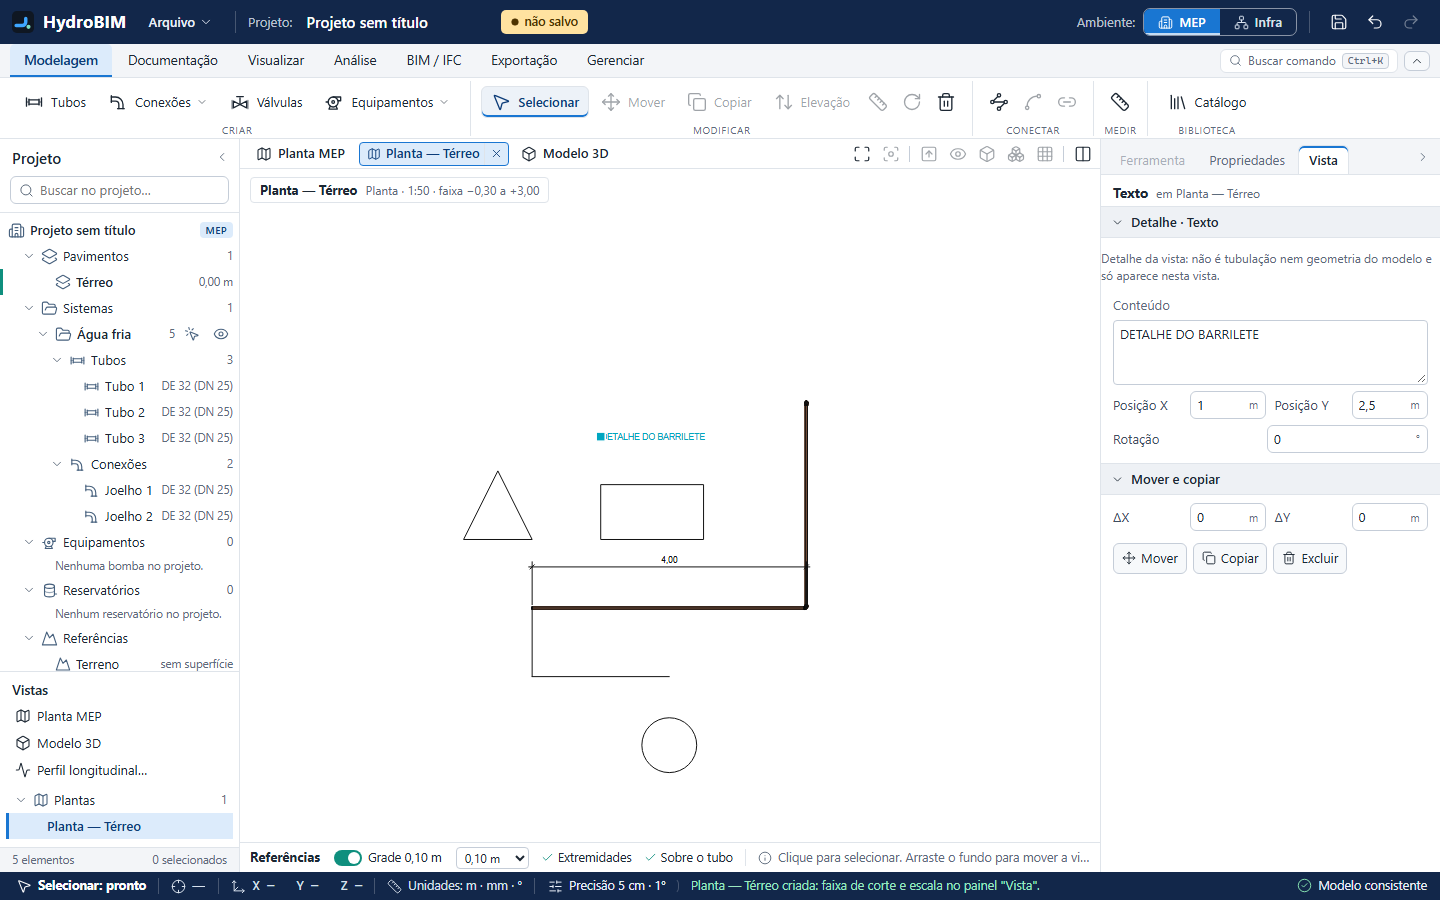 HydroBIM Arquivo Projeto: Projeto sem título não salvo Ambiente: MEP Infra
Modelagem Documentação Visualizar Análise BIM / IFC Exportação Gerenciar Buscar comando Ctrl+K
Tubos Conexões Válvulas Equipamentos Selecionar Mover Copiar Elevação Catálogo
CRIAR MODIFICAR CONECTAR MEDIR BIBLIOTECA
Projeto
Buscar no projeto...
Projeto sem título MEP
Pavimentos 1
Térreo 0,00 m
Sistemas 1
Água fria 5
Tubos 3
Tubo 1 DE 32 (DN 25)
Tubo 2 DE 32 (DN 25)
Tubo 3 DE 32 (DN 25)
Conexões 2
Joelho 1 DE 32 (DN 25)
Joelho 2 DE 32 (DN 25)
Equipamentos 0
Nenhuma bomba no projeto.
Reservatórios 0
Nenhum reservatório no projeto.
Referências
Terreno sem superfície
Vistas
Planta MEP
Modelo 3D
Perfil longitudinal...
Plantas 1
Planta — Térreo
5 elementos 0 selecionados
Planta MEP Planta — Térreo Modelo 3D
Planta — Térreo Planta · 1:50 · faixa −0,30 a +3,00
DETALHE DO BARRILETE
4,00
Referências Grade 0,10 m 0,10 m Extremidades Sobre o tubo Clique para selecionar. Arraste o fundo para mover a vi...
Ferramenta Propriedades Vista
Texto em Planta — Térreo
Detalhe · Texto
Detalhe da vista: não é tubulação nem geometria do modelo e
só aparece nesta vista.
Conteúdo
DETALHE DO BARRILETE
Posição X 1 m Posição Y 2,5 m
Rotação 0 °
Mover e copiar
ΔX 0 m ΔY 0 m
Mover Copiar Excluir
Selecionar: pronto — X – Y – Z – Unidades: m · mm · ° Precisão 5 cm · 1° Planta — Térreo criada: faixa de corte e escala no painel "Vista". Modelo consistente